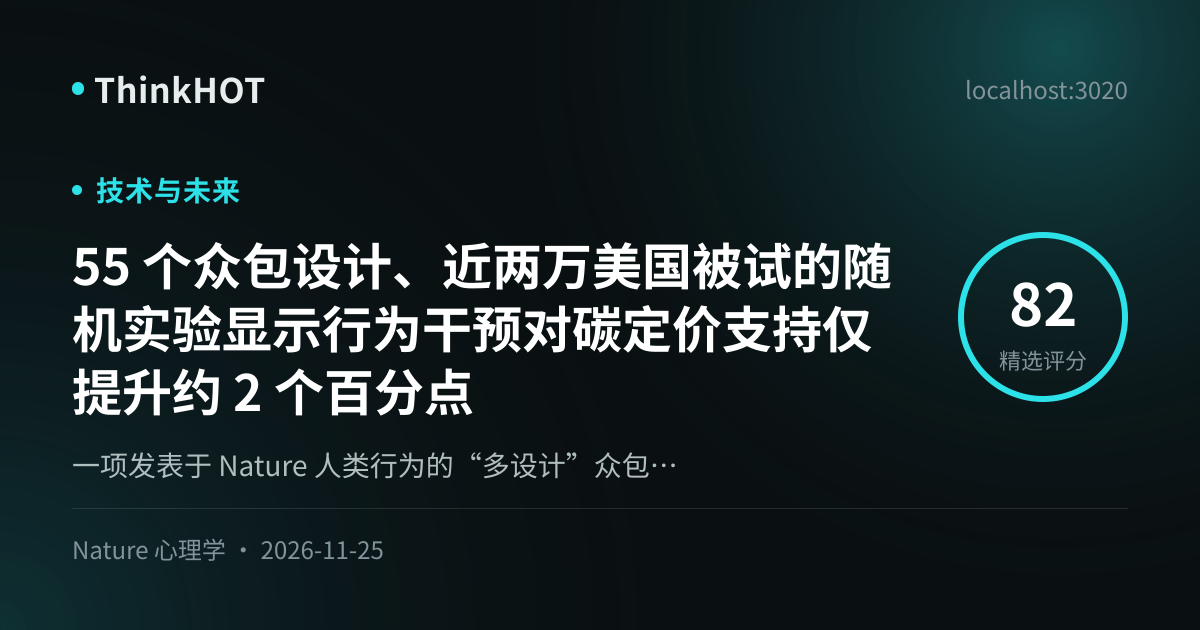 ThinkHOT
localhost:3020
技术与未来
55 个众包设计、近两万美国被试的随
机实验显示行为干预对碳定价支持仅
提升约 2 个百分点
82
精选评分
一项发表于 Nature 人类行为的“多设计”众包…
Nature 心理学 · 2026-11-25